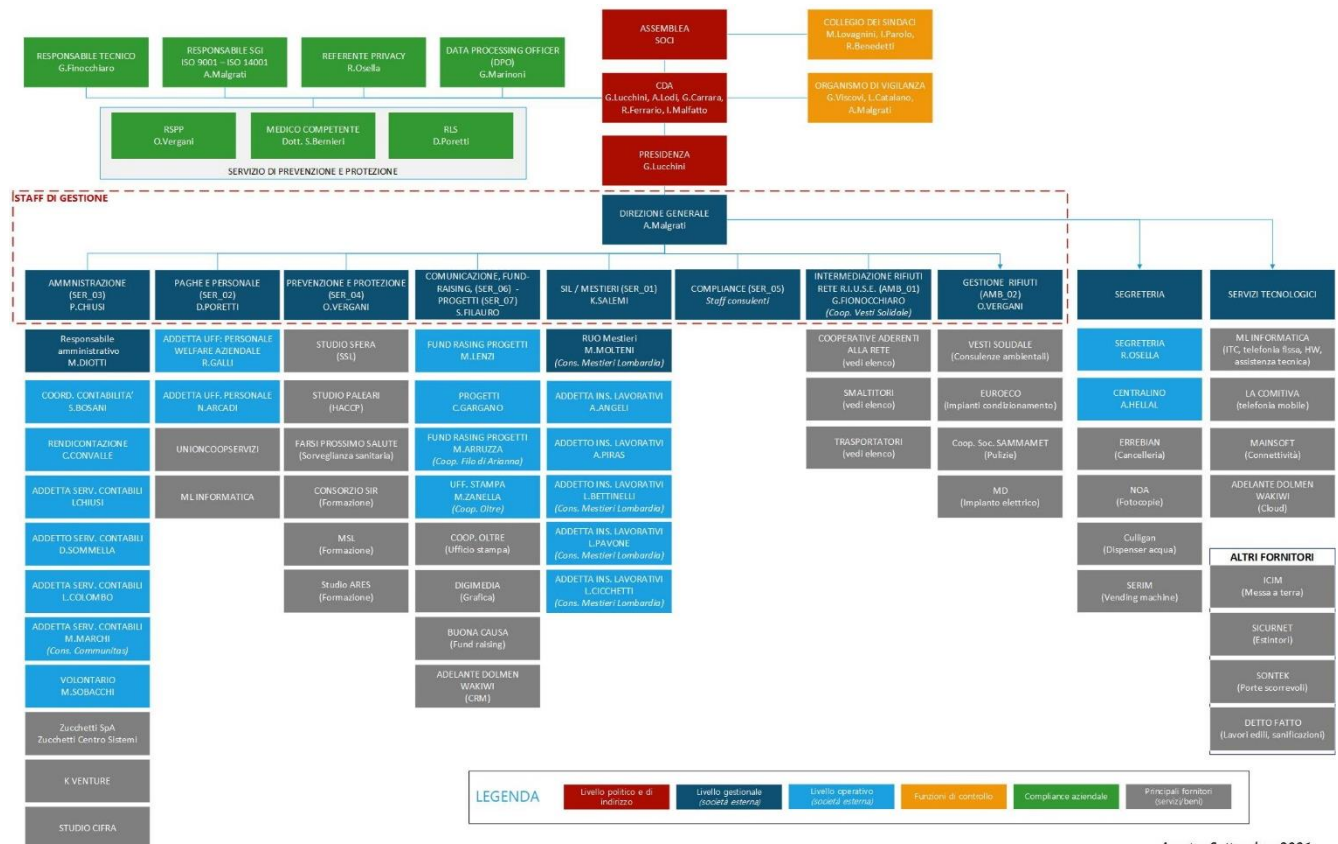 ASSEMBLEA
SOCI
COLLEGIO DEI SINDACI
M.Lovagnini, I.Parolo,
R.Benedetti
RESPONSABILE TECNICO
G.Finocchiaro
RESPONSABILE SGI
ISO 9001 – ISO 14001
A.Malgrati
REFERENTE PRIVACY
R.Osella
DATA PROCESSING OFFICER
(DPO)
G.Marinoni
CDA
G.Lucchini, A.Lodi, G.Carrara,
R.Ferrario, I.Malfatto
ORGANISMO DI VIGILANZA
G.Viscovi, L.Catalano,
A.Malgrati
RSPP
O.Vergani
MEDICO COMPETENTE
Dott. S.Bernieri
RLS
D.Poretti
SERVIZIO DI PREVENZIONE E PROTEZIONE
PRESIDENZA
G.Lucchini
STAFF DI GESTIONE
DIREZIONE GENERALE
A.Malgrati
AMMINISTRAZIONE
(SER_03)
P.CHIUSI
PAGHE E PERSONALE
(SER_02)
D.PORETTI
PREVENZIONE E PROTEZIONE
(SER_04)
O.VERGANI
COMUNICAZIONE, FUND-
RAISING, (SER_06) -
PROGETTI (SER_07)
S.FILAURO
SIL / MESTIERI (SER_01)
K.SALEMI
COMPLIANCE (SER_05)
Staff consulenti
INTERMEDIAZIONE RIFIUTI
RETE R.I.U.S.E. (AMB_01)
G.FIONOCCHIARO
(Coop. Vesti Solidale)
GESTIONE RIFIUTI
(AMB_02)
O.VERGANI
SEGRETERIA
SERVIZI TECNOLOGICI
Responsabile
amministrativo
M.DIOTTI
COORD. CONTABILITA'
S.BOSANI
RENDICONTAZIONE
C.CONVALLE
ADDETTA SERV. CONTABILI
I.CHIUSI
ADDETTO SERV. CONTABILI
D.SOMMELLA
ADDETTA SERV. CONTABILI
L.COLOMBO
ADDETTA SERV. CONTABILI
M.MARCHI
(Cons. Communitas)
VOLONTARIO
M.SOBACCHI
Zucchetti SpA
Zucchetti Centro Sistemi
K VENTURE
STUDIO CIFRA
ADDETTA UFF: PERSONALE
WELFARE AZIENDALE
R.GALLI
ADDETTA UFF. PERSONALE
N.ARCADI
UNIONCOOPSERVIZI
ML INFORMATICA
STUDIO SFERA
(SSL)
STUDIO PALEARI
(HACCP)
FARSI PROSSIMO SALUTE
(Sorveglianza sanitaria)
CONSORZIO SIR
(Formazione)
MSL
(Formazione)
Studio ARES
(Formazione)
FUND RAISING PROGETTI
M.LENZI
PROGETTI
C.GARGANO
FUND RASING PROGETTI
M.ARRUZZA
(Coop. Filo di Arianna)
UFF. STAMPA
M.ZANELLA
(Coop. Oltre)
COOP. OLTRE
(Ufficio stampa)
DIGIMEDIA
(Grafica)
BUONA CAUSA
(Fund raising)
ADELANTE DOLMEN
WAKIWI
(CRM)
RUO Mestieri
M.MOLTENI
(Cons. Mestieri Lombardia)
ADDETTA INS. LAVORATIVI
A.ANGELI
ADDETTO INS. LAVORATIVI
A.PIRAS
ADDETTO INS. LAVORATIVI
L.BETTINELLI
(Cons. Mestieri Lombardia)
ADDETTA INS. LAVORATIVI
L.PAVONE
(Cons. Mestieri Lombardia)
ADDETTA INS. LAVORATIVI
L.CICCHETTI
(Cons. Mestieri Lombardia)
COOPERATIVE ADERENTI
ALLA RETE
(vedi elenco)
SMALTITORI
(vedi elenco)
TRASPORTATORI
(vedi elenco)
VESTI SOLIDALE
(Consulenze ambientali)
EUROECO
(Impianti condizionamento)
Coop. Soc. SAMMAMET
(Pulizie)
MD
(Impianto elettrico)
SEGRETERIA
R.OSELLA
CENTRALINO
A.HELLAL
ERREBIAN
(Cancelleria)
NOA
(Fotocopie)
Culligan
(Dispenser acqua)
SERIM
(Vending machine)
ML INFORMATICA
(ITC, telefonia fissa, HW,
assistenza tecnica)
LA COMITIVA
(telefonia mobile)
MAINSOFT
(Connettività)
ADELANTE DOLMEN
WAKIWI
(Cloud)
ALTRI FORNITORI
ICIM
(Messa a terra)
SICURNET
(Estintori)
SONTEK
(Porte scorrevoli)
DETTO FATTO
(Lavori edili, sanificazioni)
LEGENDA
Livello politico e di
indirizzo
Livello gestionale
(società esterna)
Livello operativo
(società esterna)
Funzioni di controllo
Compliance aziendale
Principali fornitori
(servizi/beni)